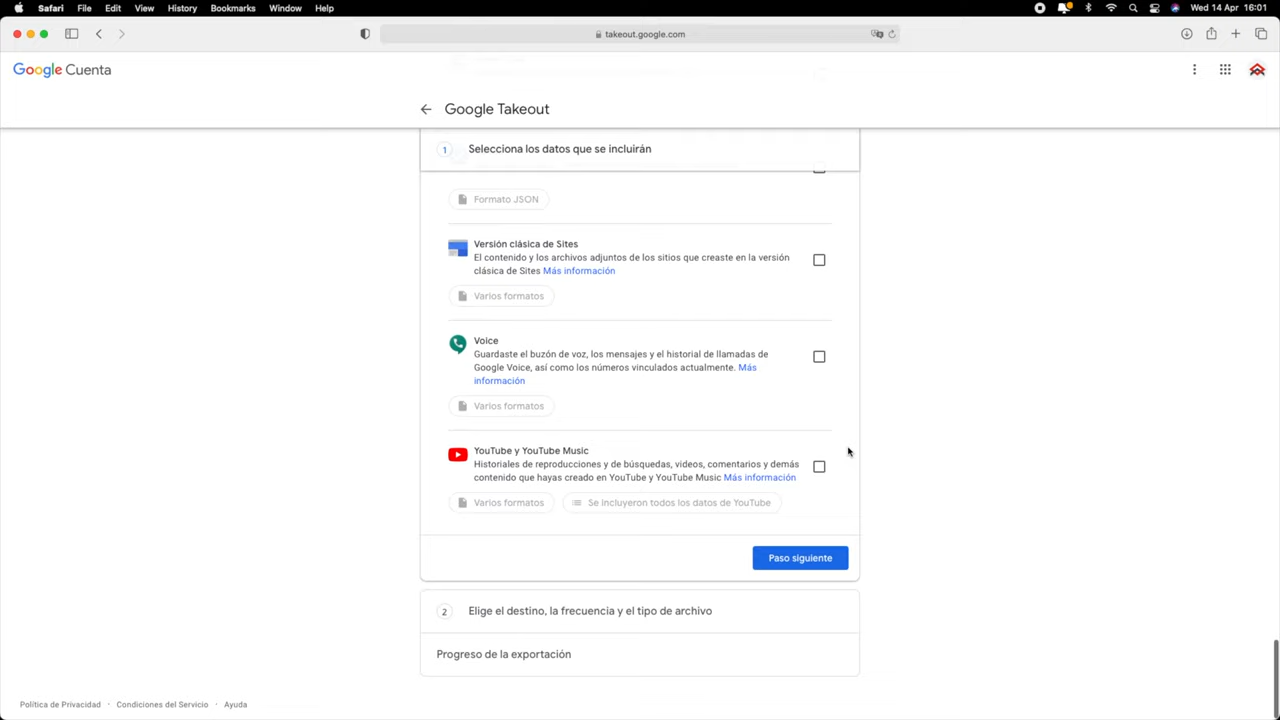 Safari File Edit View History Bookmarks Window Help Wed 14 Apr 16:01
takeout.google.com
Google Cuenta
Google Takeout
1 Selecciona los datos que se incluirán
Formato JSON
Versión clásica de Sites
El contenido y los archivos adjuntos de los sitios que creaste en la versión
clásica de Sites Más información
Varios formatos
Voice
Guardaste el buzón de voz, los mensajes y el historial de llamadas de
Google Voice, así como los números vinculados actualmente. Más
información
Varios formatos
YouTube y YouTube Music
Historiales de reproducciones y de búsquedas, videos, comentarios y demás
contenido que hayas creado en YouTube y YouTube Music Más información
Varios formatos Se incluyeron todos los datos de YouTube
Paso siguiente
2 Elige el destino, la frecuencia y el tipo de archivo
Progreso de la exportación
Política de Privacidad · Condiciones del Servicio · Ayuda